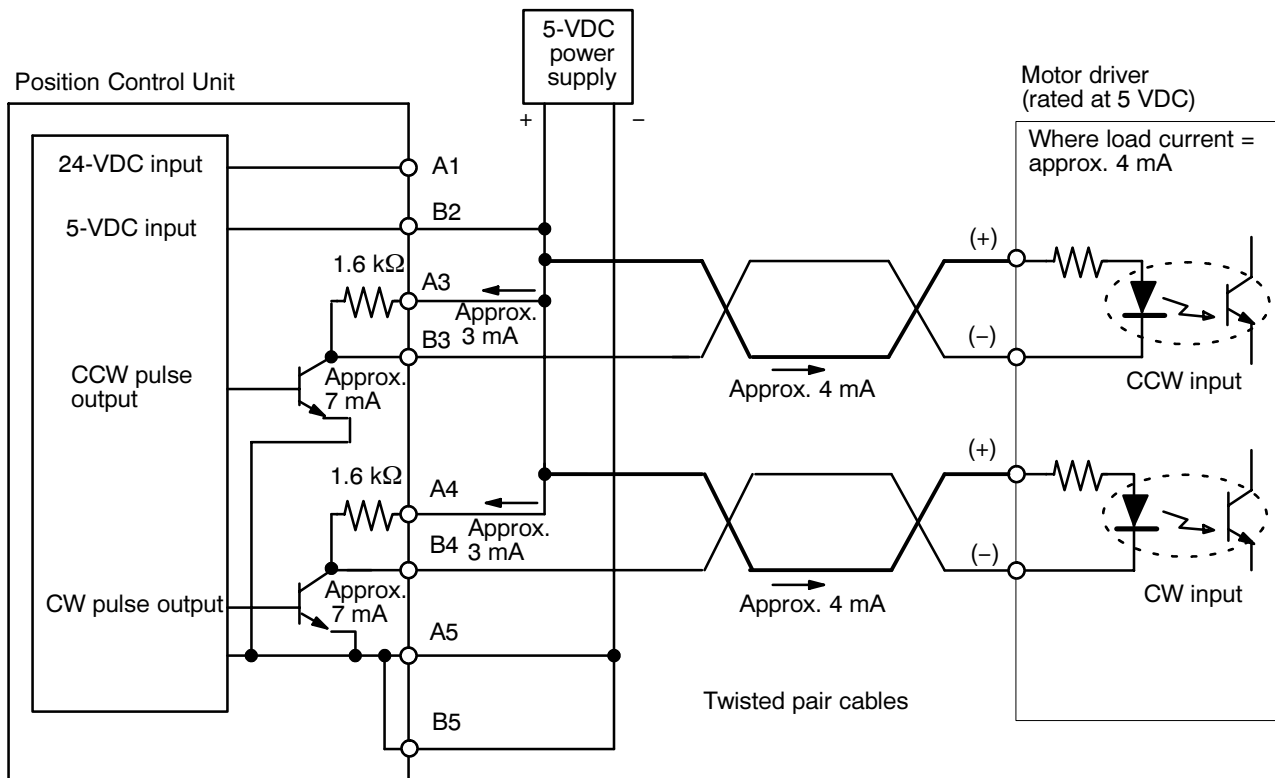 5-VDC
power
supply
+
−
Position Control Unit
Motor driver
(rated at 5 VDC)
Where load current =
approx. 4 mA
24-VDC input
A1
5-VDC input
B2
1.6 kΩ
A3
Approx.
3 mA
B3
CCW pulse
output
Approx.
7 mA
Approx. 4 mA
(+)
(−)
CCW input
1.6 kΩ
A4
Approx.
3 mA
B4
CW pulse output
Approx.
7 mA
Approx. 4 mA
(+)
(−)
CW input
A5
B5
Twisted pair cables